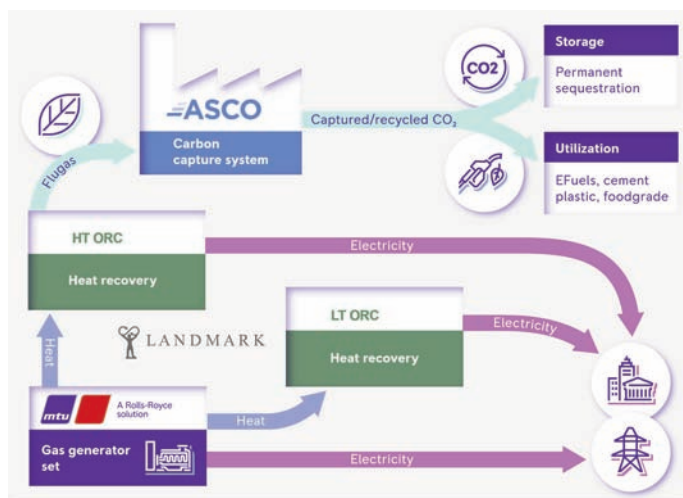 CO2
Storage
Permanent
sequestration
ASCO
Carbon
capture system
Captured/recycled CO₂
Utilization
EFuels, cement
plastic, foodgrade
Flugas
HT ORC
Heat recovery
Electricity
LT ORC
Heat recovery
Electricity
LANDMARK
Heat
mtu
A Rolls-Royce
solution
Gas generator
set
Heat
Electricity